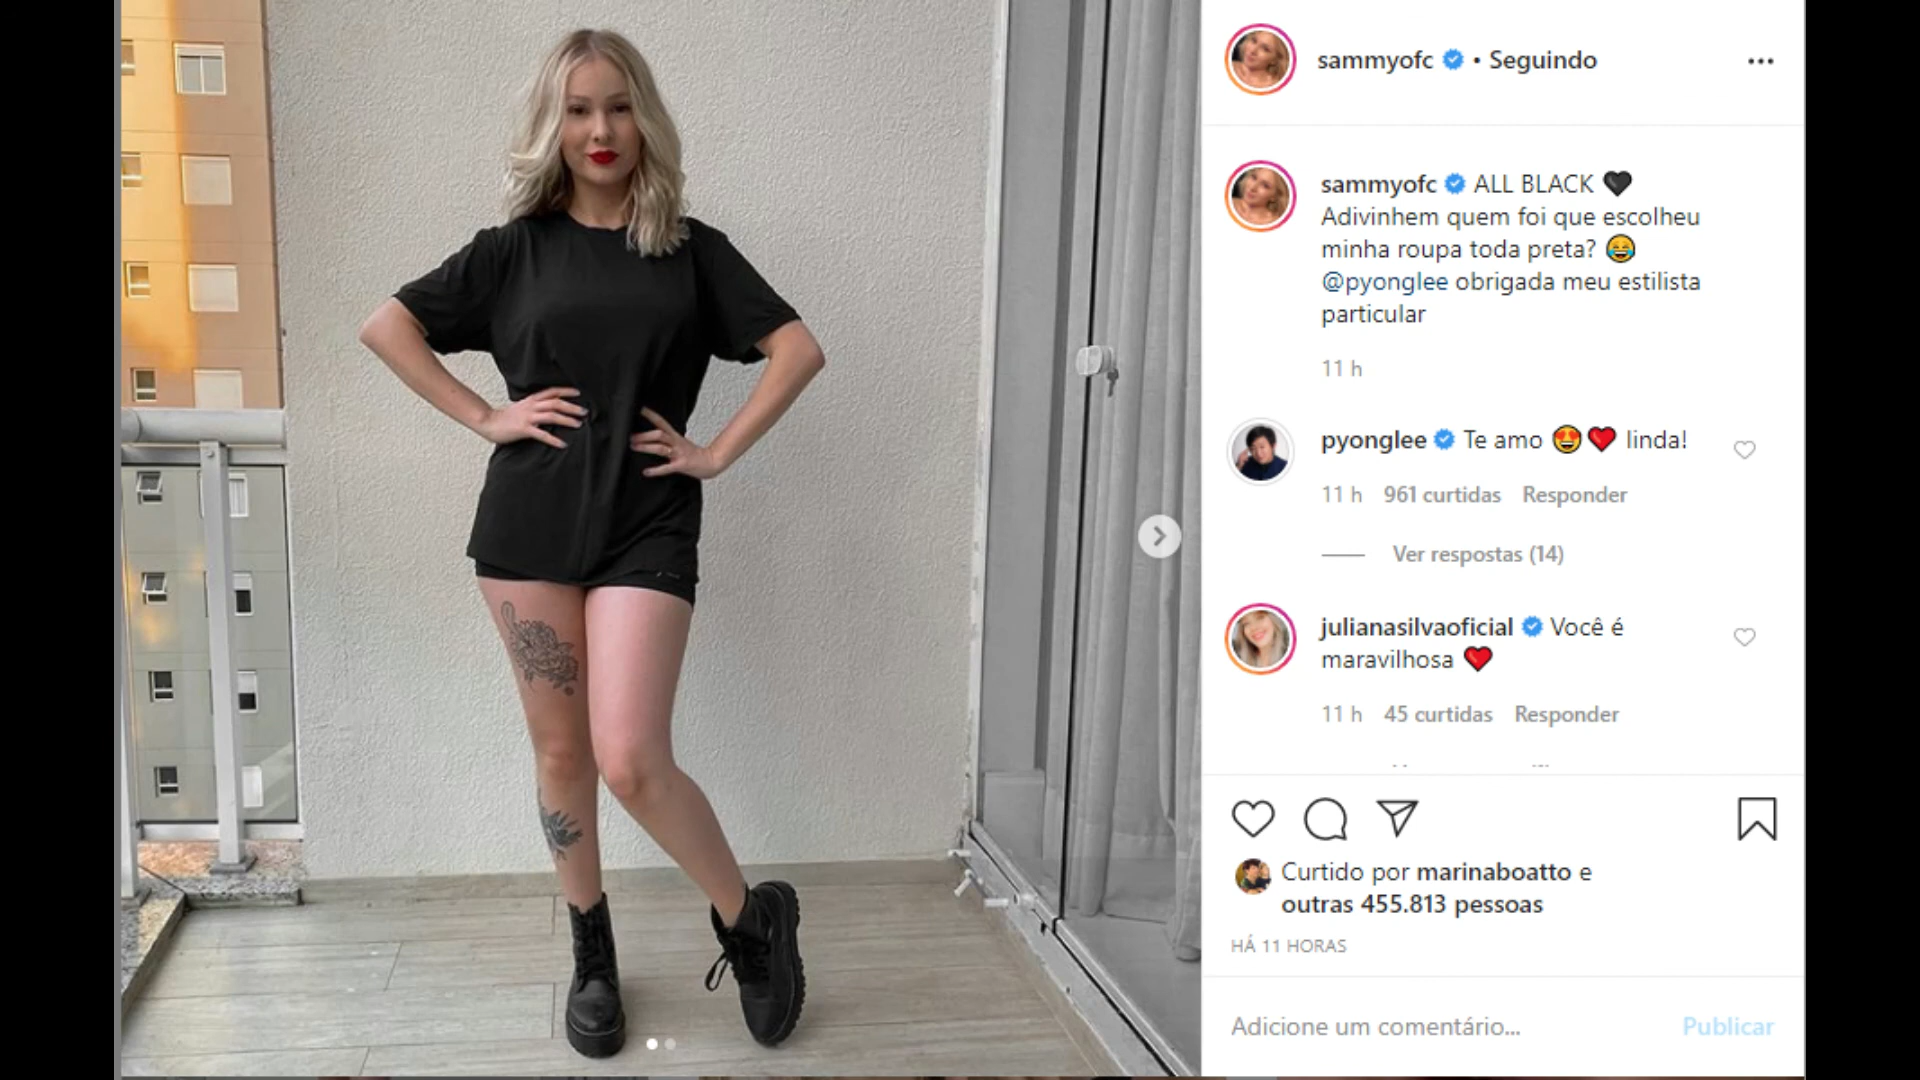 sammyofc • Seguindo
sammyofc ALL BLACK 🖤
Adivinhem quem foi que escolheu
minha roupa toda preta? 😂
@pyonglee obrigada meu estilista
particular
11 h
pyonglee Te amo 😍❤️ linda!
11 h 961 curtidas Responder
Ver respostas (14)
julianasilvaoficial Você é
maravilhosa ❤️
11 h 45 curtidas Responder
Curtido por marinaboatto e
outras 455.813 pessoas
HÁ 11 HORAS
Adicione um comentário... Publicar